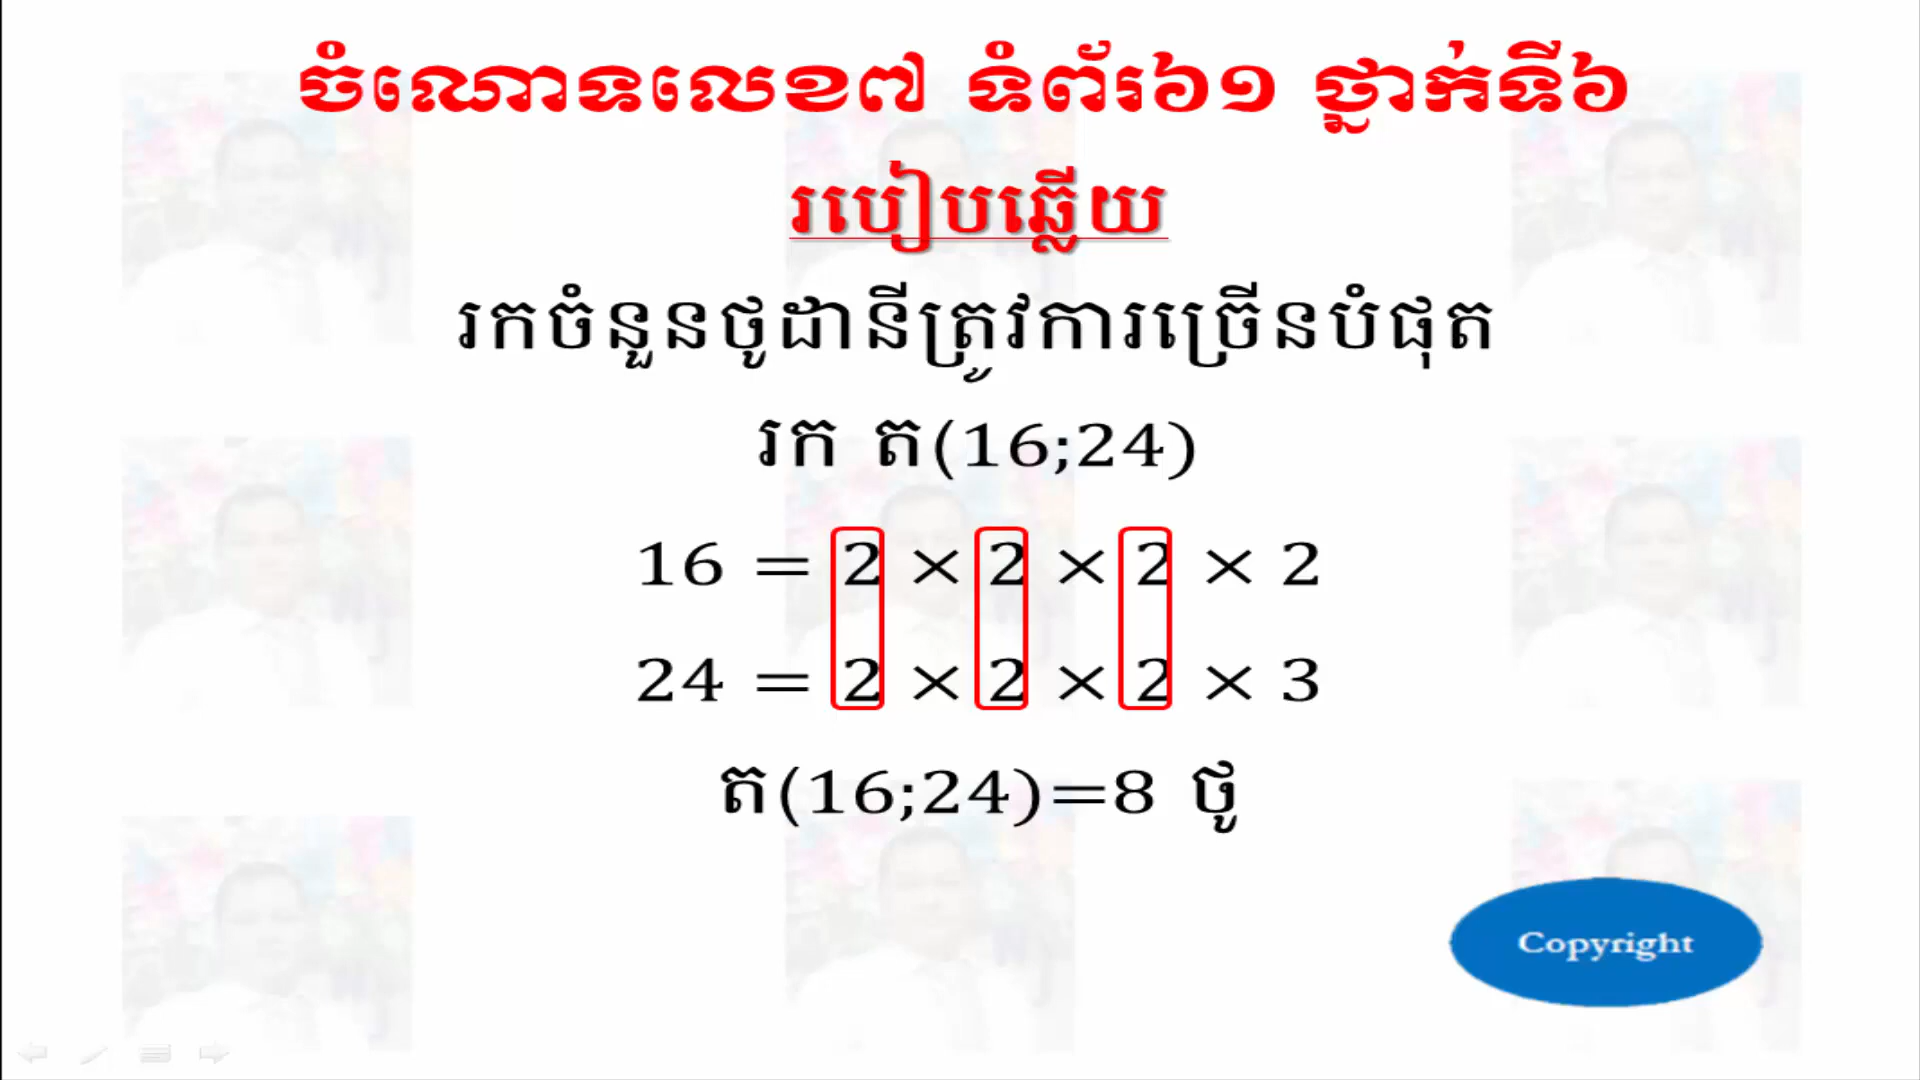 ចំណោទលេខ៧ ទំព័រ៦១ ថ្នាក់ទី៦
របៀបឆ្លើយ
រកចំនួនថូដានីត្រូវការច្រើនបំផុត
រក ត(16;24)
16 = 2 × 2 × 2 × 2
24 = 2 × 2 × 2 × 3
ត(16;24)=8 ថូ
Copyright